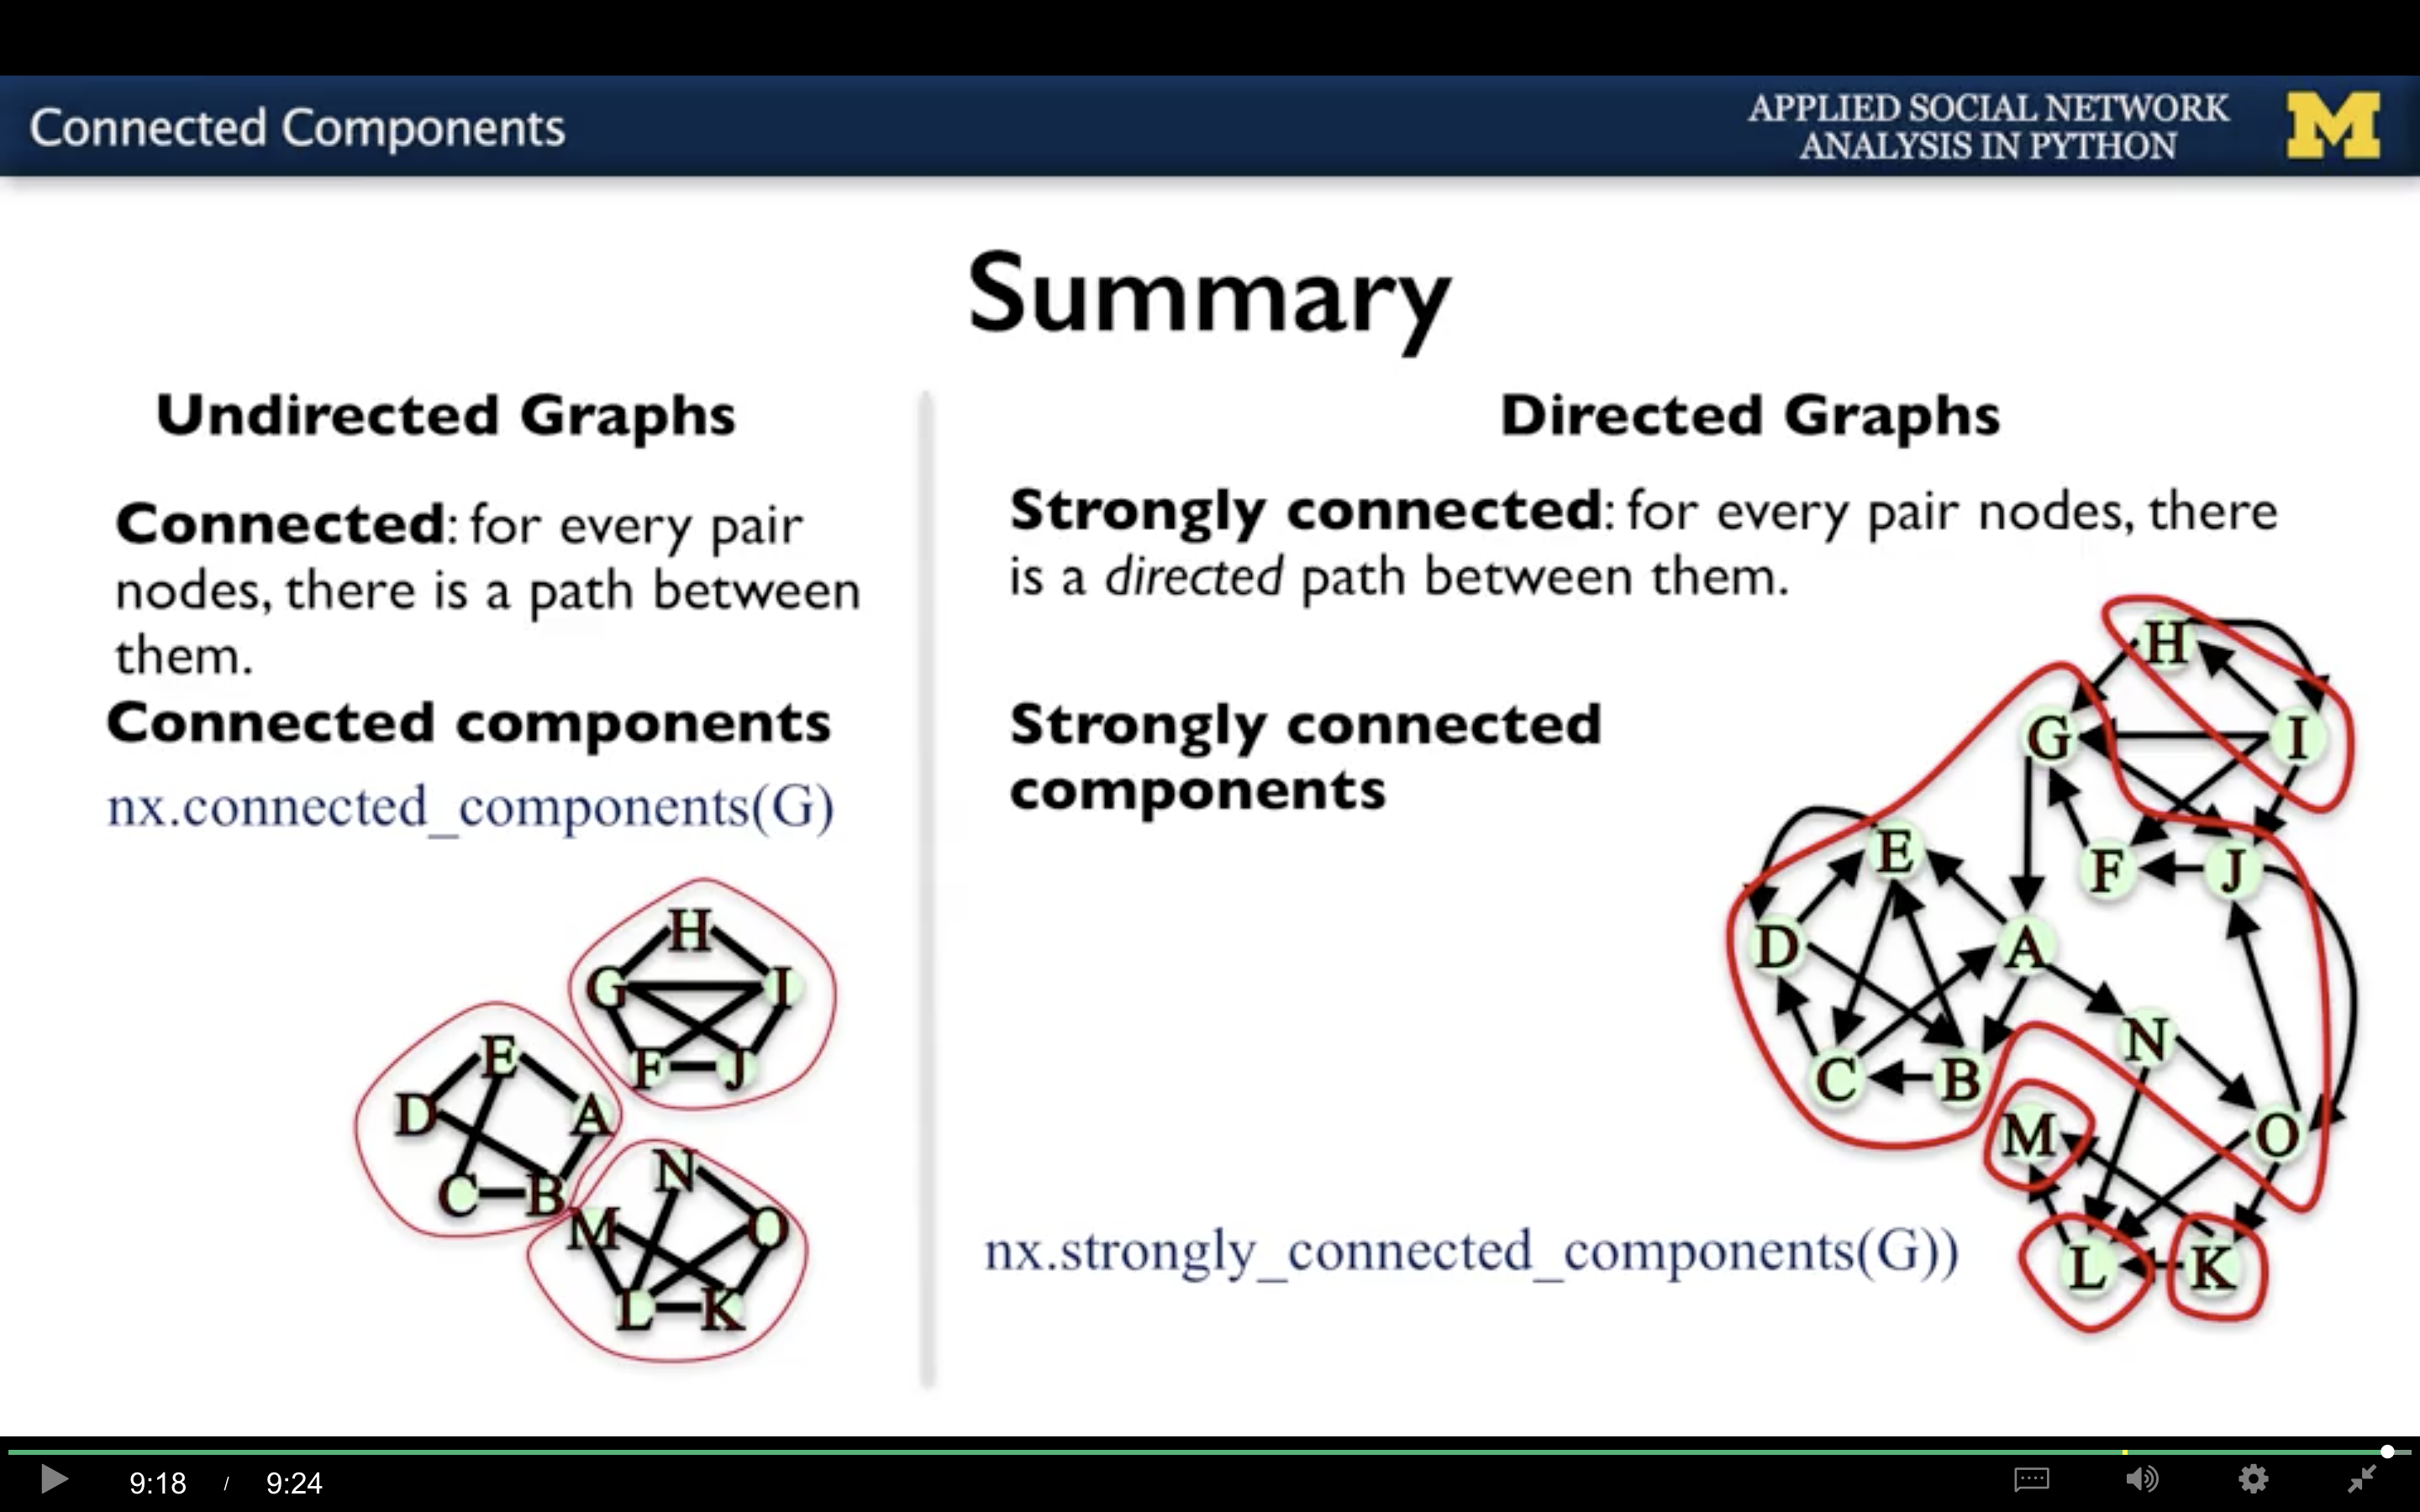 Connected Components
APPLIED SOCIAL NETWORK
ANALYSIS IN PYTHON
M
Summary
Undirected Graphs
Connected: for every pair
nodes, there is a path between
them.
Connected components
nx.connected_components(G)
H
G I
F J
E
D A
C B
N
M O
L K
Directed Graphs
Strongly connected: for every pair nodes, there
is a directed path between them.
Strongly connected
components
H
G I
E F J
D A
N
C B
M O
L K
nx.strongly_connected_components(G))
9:18 / 9:24